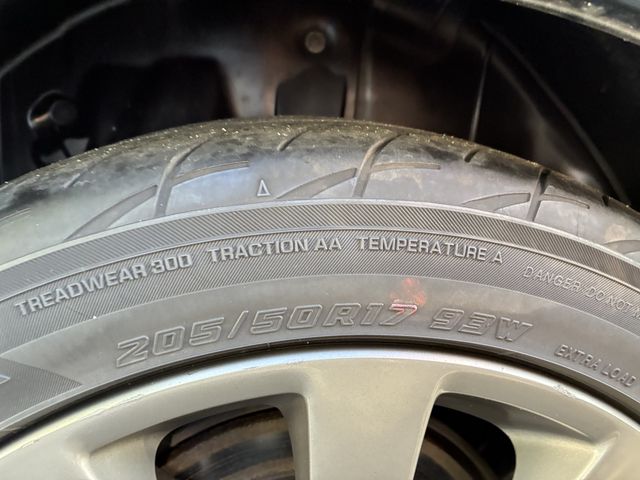 TREADWEAR 300 TRACTION AA TEMPERATURE A DANGER: DO NOT
205/50R17 93W EXTRA LOAD